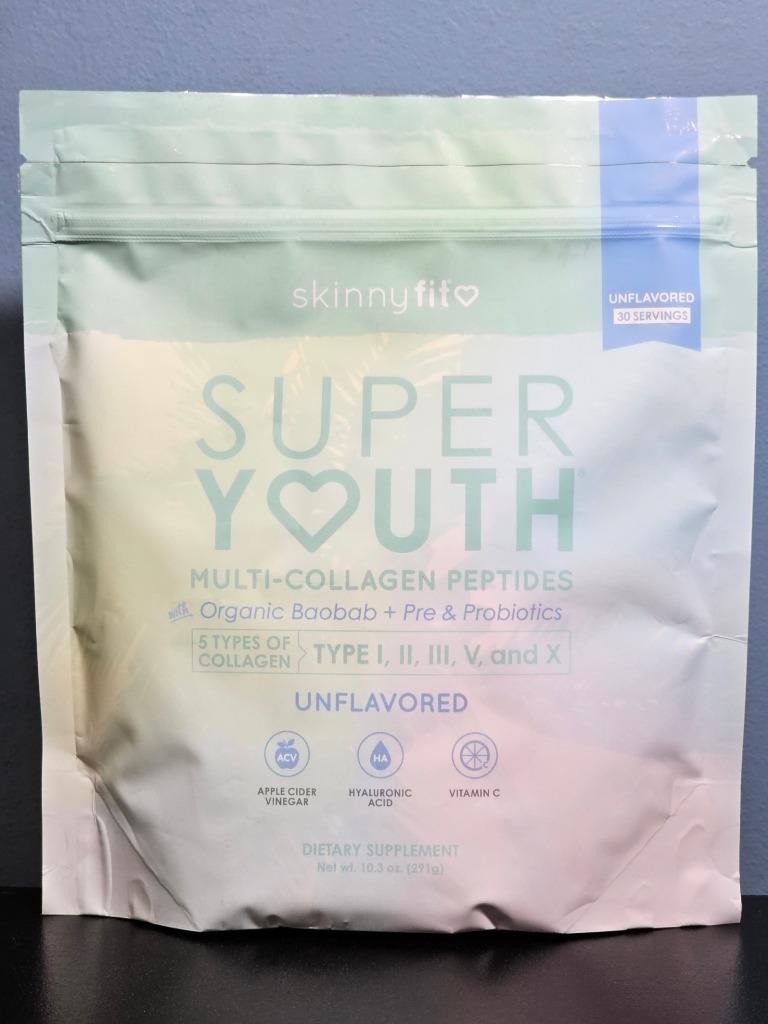 skinnyfit
UNFLAVORED
30 SERVINGS
SUPER
YOUTH®
MULTI-COLLAGEN PEPTIDES
with Organic Baobab + Pre & Probiotics
5 TYPES OF
COLLAGEN
TYPE I, II, III, V, and X
UNFLAVORED
ACV
HA
C
APPLE CIDER
VINEGAR
HYALURONIC
ACID
VITAMIN C
DIETARY SUPPLEMENT
Net wt. 10.3 oz. (291g)